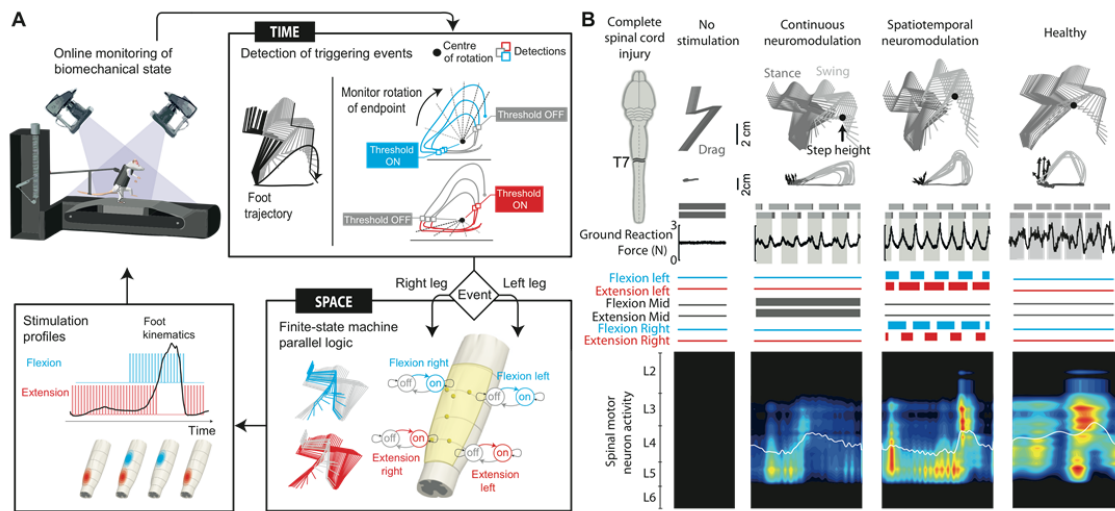 A
Online monitoring of
biomechanical state
TIME
Detection of triggering events
Centre
of rotation
Detections
Monitor rotation
of endpoint
Threshold OFF
Threshold
ON
Foot
trajectory
Threshold
ON
Threshold OFF
Right leg
Event
Left leg
SPACE
Finite-state machine
parallel logic
Flexion right
off
on
Flexion left
off
on
off
on
Extension
right
off
on
Extension
left
Stimulation
profiles
Foot
kinematics
Flexion
Extension
Time
B
Complete
spinal cord
injury
No
stimulation
Continuous
neuromodulation
Spatiotemporal
neuromodulation
Healthy
T7
Drag
2 cm
2cm
Stance
Swing
Step height
Ground Reaction
Force (N)
3
0
Flexion left
Extension left
Flexion Mid
Extension Mid
Flexion Right
Extension Right
Spinal motor
neuron activity
L2
L3
L4
L5
L6